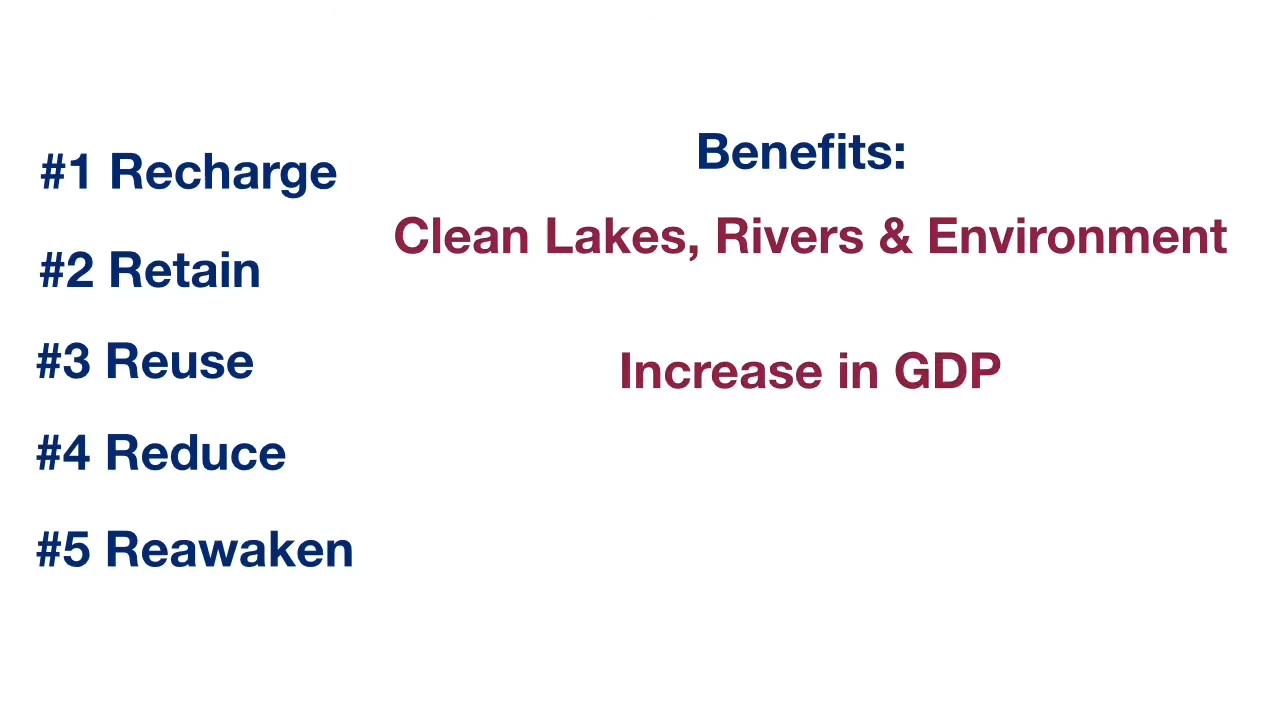 #1 Recharge
#2 Retain
#3 Reuse
#4 Reduce
#5 Reawaken
Benefits:
Clean Lakes, Rivers & Environment
Increase in GDP